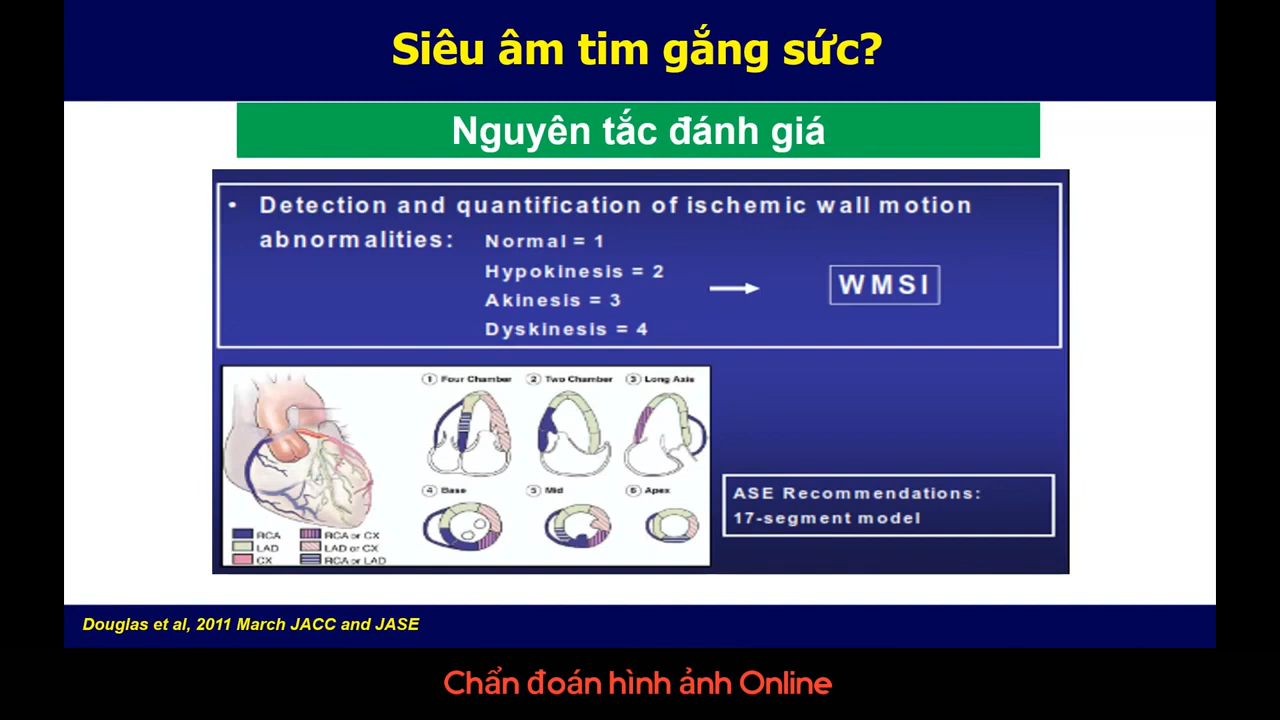 Siêu âm tim gắng sức?
Nguyên tắc đánh giá
• Detection and quantification of ischemic wall motion
abnormalities:
Normal = 1
Hypokinesis = 2
Akinesis = 3
Dyskinesis = 4
WMSI
1 Four Chamber
2 Two Chamber
3 Long Axis
4 Base
5 Mid
6 Apex
RCA
LAD
CX
RCA or CX
LAD or CX
RCA or LAD
ASE Recommendations:
17-segment model
Douglas et al, 2011 March JACC and JASE
Chẩn đoán hình ảnh Online